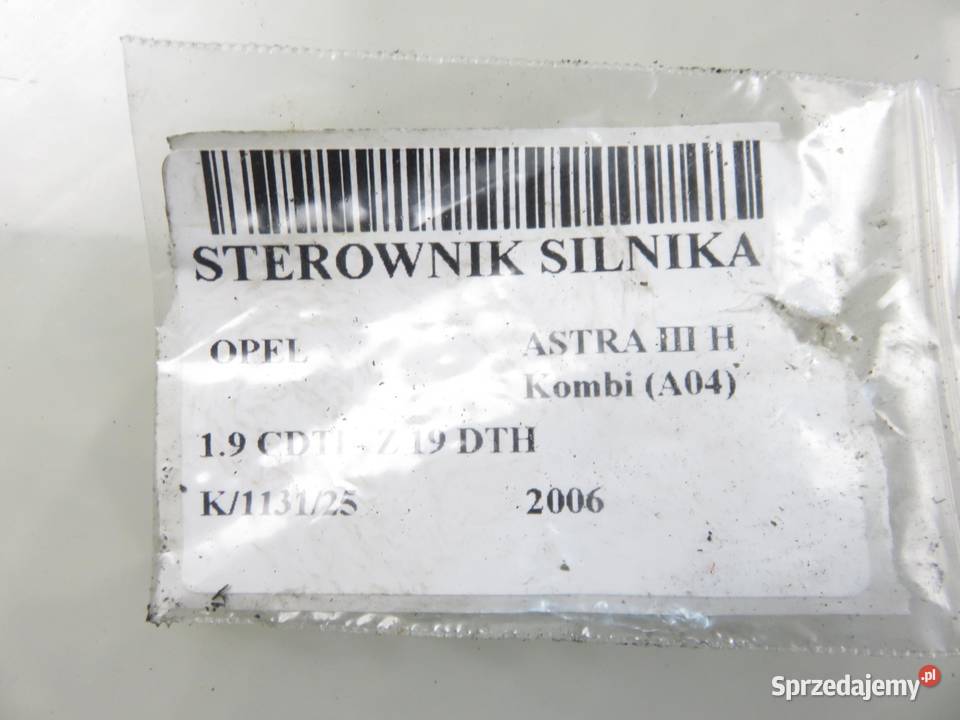 STEROWNIK SILNIKA
OPEL ASTRA III H
Kombi (A04)
1.9 CDTI - Z 19 DTH
K/1131/25 2006
Sprzedajemy.pl